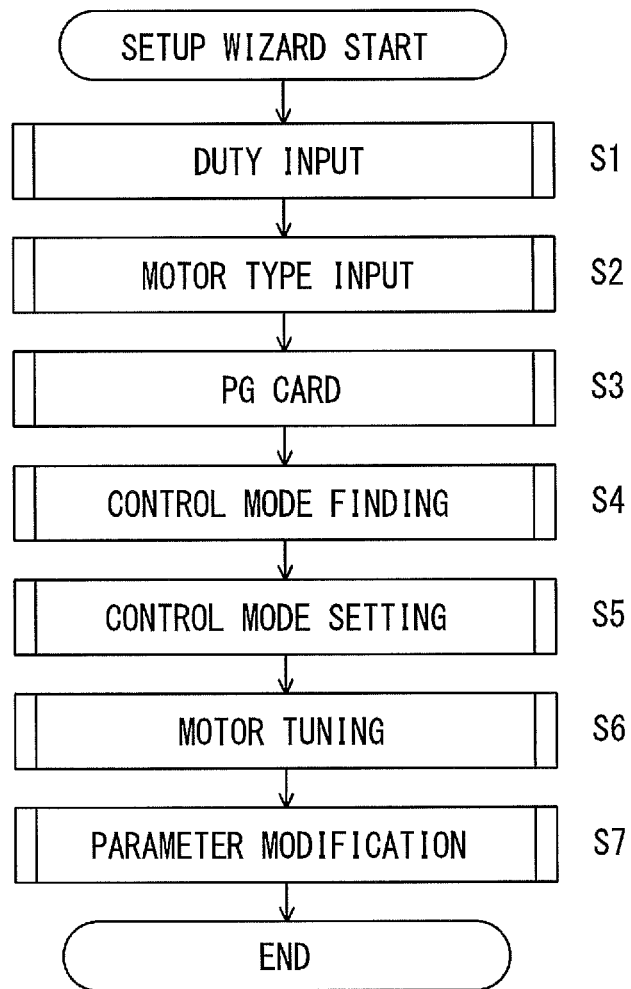 SETUP WIZARD START
DUTY INPUT S1
MOTOR TYPE INPUT S2
PG CARD S3
CONTROL MODE FINDING S4
CONTROL MODE SETTING S5
MOTOR TUNING S6
PARAMETER MODIFICATION S7
END